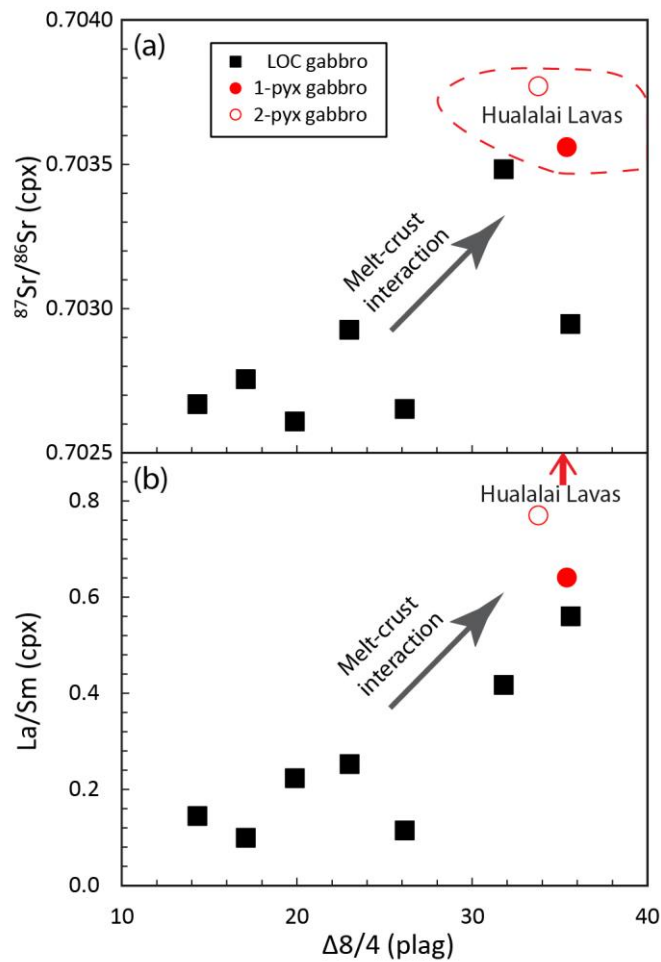 (a)
LOC gabbro
1-pyx gabbro
2-pyx gabbro
Hualalai Lavas
Melt-crust
interaction
⁸⁷Sr/⁸⁶Sr (cpx)
0.7040
0.7035
0.7030
0.7025
(b)
Hualalai Lavas
Melt-crust
interaction
La/Sm (cpx)
0.8
0.6
0.4
0.2
0.0
10
20
30
40
Δ8/4 (plag)